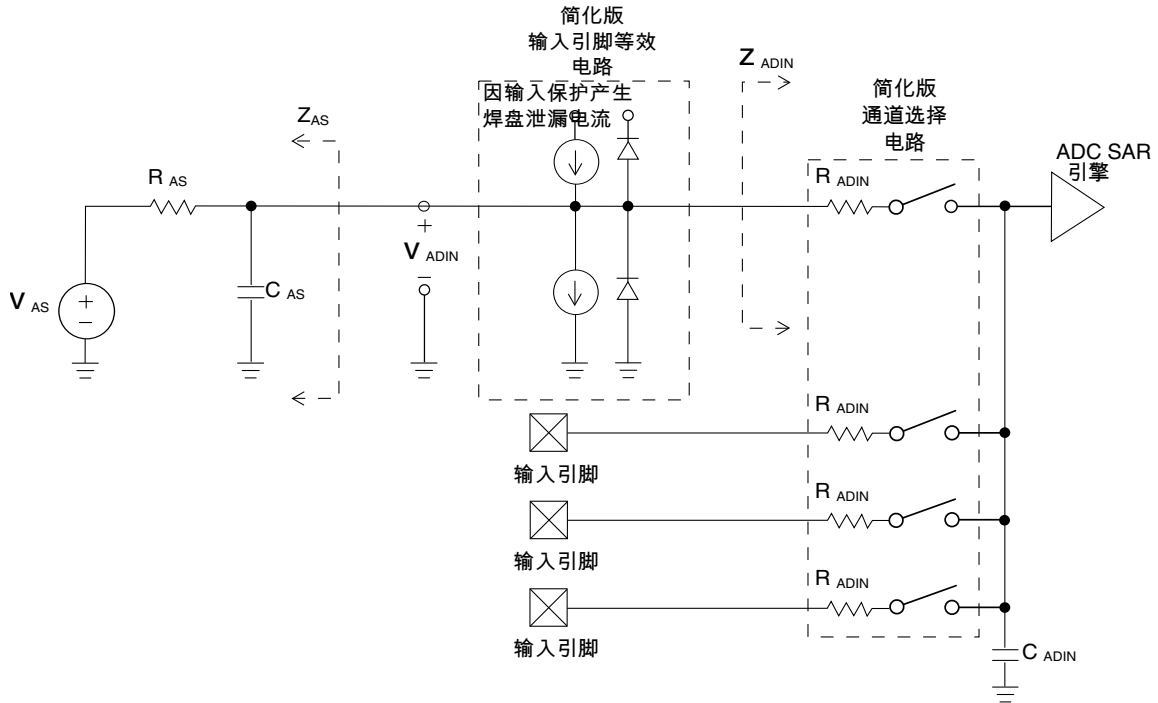 简化版
输入引脚等效
电路
因输入保护产生
焊盘泄漏电流
Z ADIN
简化版
通道选择
电路
ADC SAR
引擎
Z AS
R AS
R ADIN
+
V ADIN
−
C AS
V AS
+
−
R ADIN
输入引脚
R ADIN
输入引脚
R ADIN
输入引脚
C ADIN